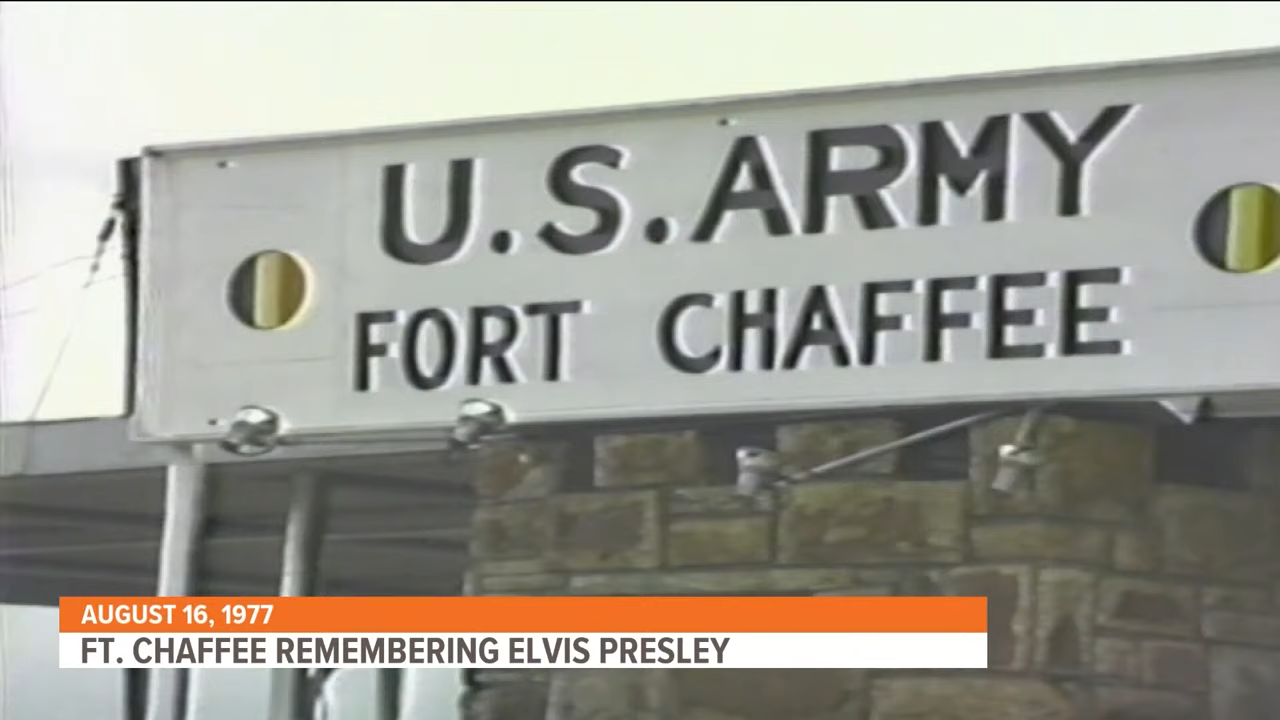 U.S. ARMY
FORT CHAFFEE
AUGUST 16, 1977
FT. CHAFFEE REMEMBERING ELVIS PRESLEY